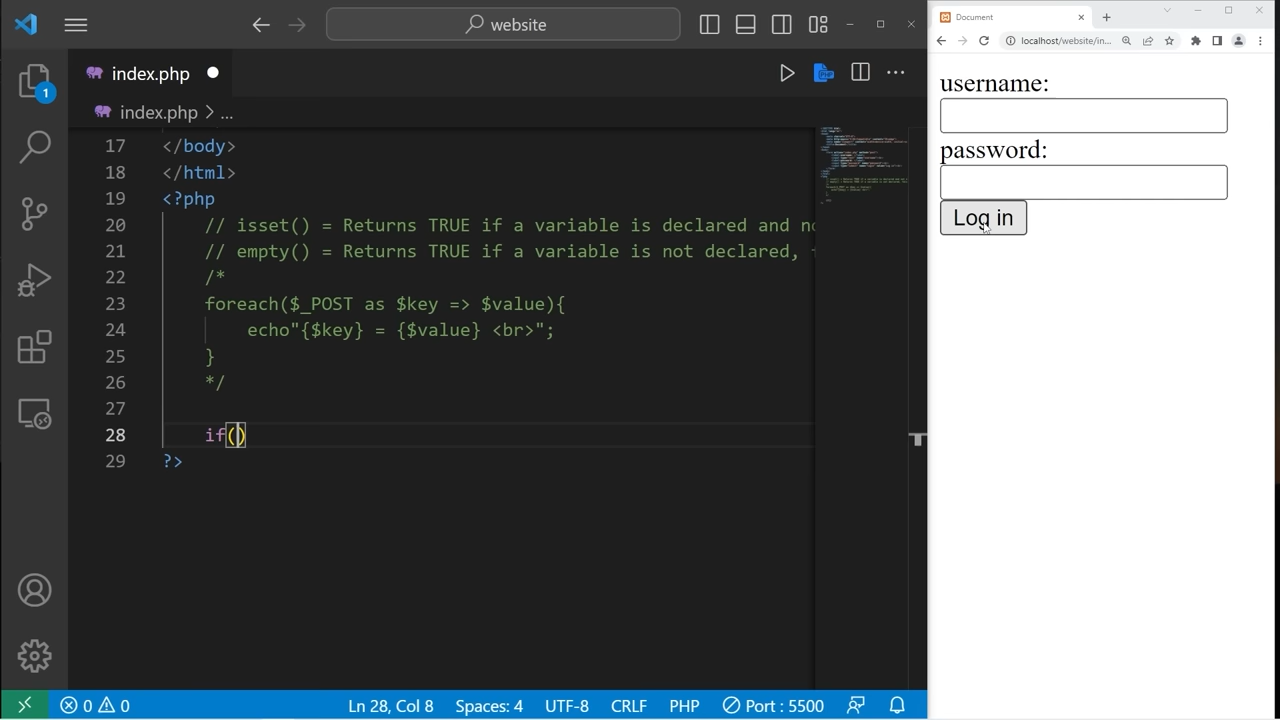 website
index.php
index.php > ...
1
17 </body>
18 </html>
19 <?php
20 // isset() = Returns TRUE if a variable is declared and
21 // empty() = Returns TRUE if a variable is not declared,
22 /*
23 foreach($_POST as $key => $value){
24 echo"{$key} = {$value} <br>";
25 }
26 */
27
28 if()
29 ?>
0 0 Ln 28, Col 8 Spaces: 4 UTF-8 CRLF PHP Port : 5500
Document
localhost/website/in...
username:
password:
Log in